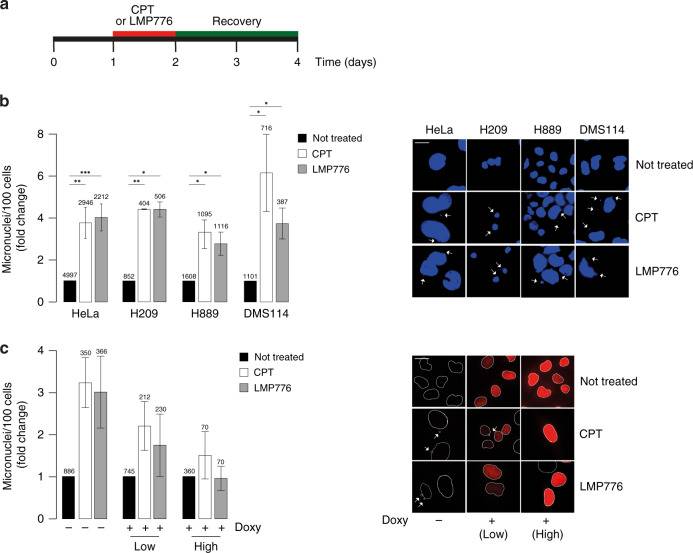 a
CPT
or LMP776
Recovery
0 1 2 3 4 Time (days)
b
Micronuclei/100 cells
(fold change)
8
6
4
2
0
Not treated
CPT
LMP776
*** ** 4997 2946 2212
* ** 852 404 506
* * 1608 1095 1116
* * 1101 716 387
HeLa H209 H889 DMS114
HeLa H209 H889 DMS114
Not treated
CPT
LMP776
c
Micronuclei/100 cells
(fold change)
4
3
2
1
0
Not treated
CPT
LMP776
886 350 366
745 212 230
360 70 70
– – – + + + + + + Doxy
Low High
Not treated
CPT
LMP776
Doxy – + +
(Low) (High)